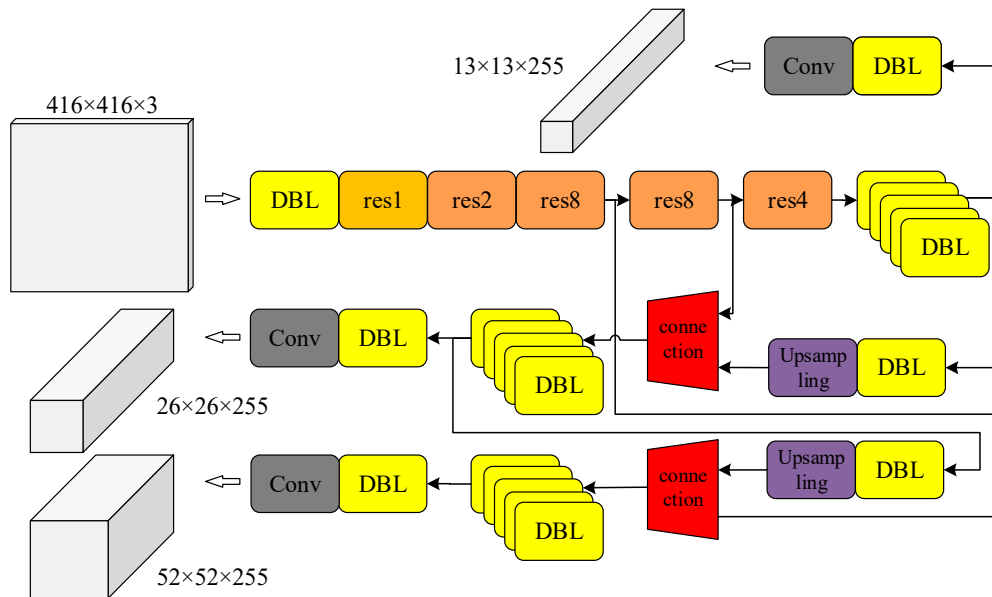 13×13×255
Conv
DBL
416×416×3
DBL
res1
res2
res8
res8
res4
DBL
Conv
DBL
DBL
conne
ction
Upsamp
ling
DBL
26×26×255
Conv
DBL
DBL
conne
ction
Upsamp
ling
DBL
52×52×255